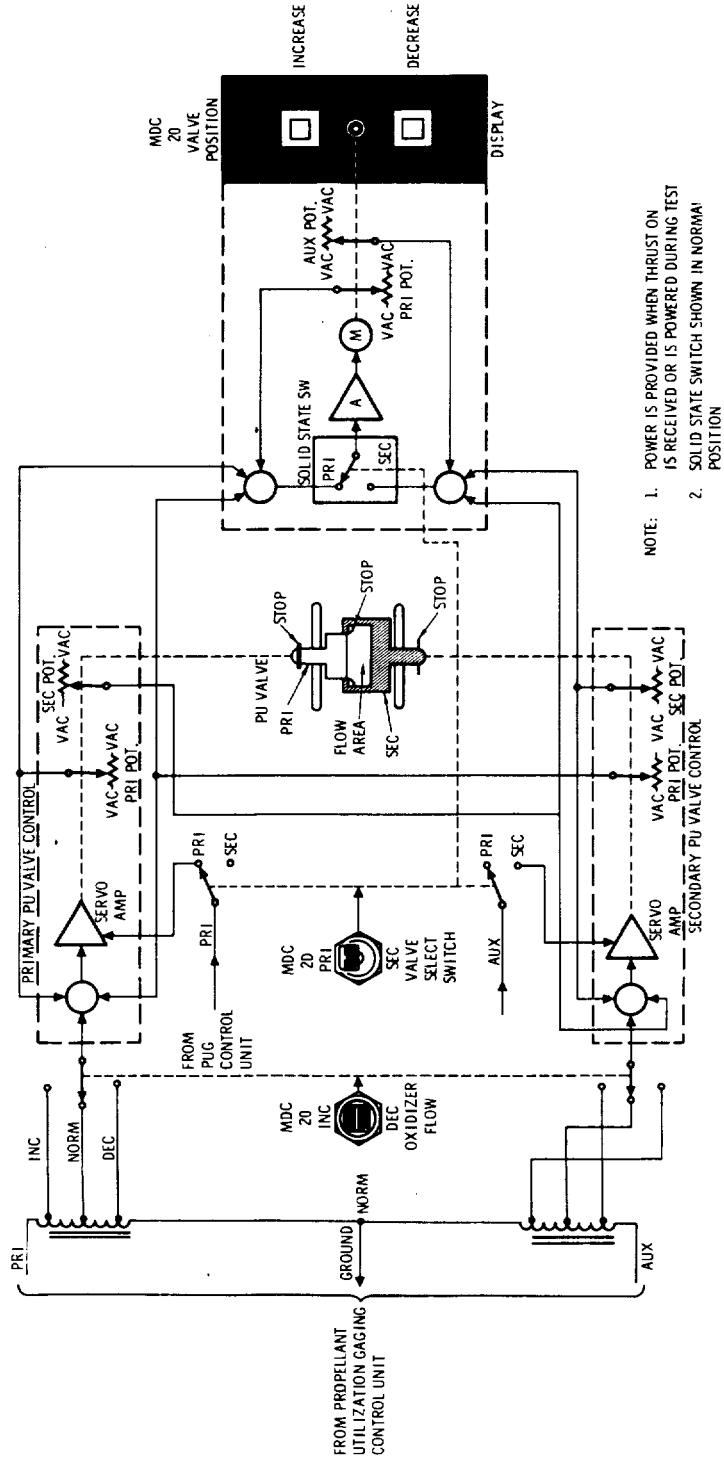 FROM PROPELLANT
UTILIZATION GAGING
CONTROL UNIT
PRI
INC
NORM
DEC
GROUND
NORM
AUX
MDC
20
INC
DEC
OXIDIZER
FLOW
PRIMARY PU VALVE CONTROL
SERVO
AMP
VAC
VAC
PRI POT.
SEC POT.
VAC
VAC
FROM PUG
CONTROL
UNIT
PRI
PRI
SEC
MDC
20
PRI
SEC
VALVE
SELECT
SWITCH
AUX
PRI
SEC
SERVO
AMP
VAC
VAC
PRI POT.
VAC
VAC
SEC POT
SECONDARY PU VALVE CONTROL
PU VALVE
PRI
STOP
STOP
FLOW
AREA
SEC
STOP
SOLID STATE SW
PRI
SEC
A
M
VAC
VAC
PRI POT.
AUX POT.
VAC
VAC
MDC
20
VALVE
POSITION
DISPLAY
INCREASE
DECREASE
NOTE: 1. POWER IS PROVIDED WHEN THRUST ON
IS RECEIVED OR IS POWERED DURING TEST
2. SOLID STATE SWITCH SHOWN IN NORMAL
POSITION